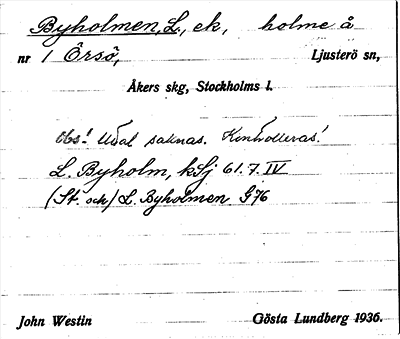 Byholmen, L., ek, holme å
nr 1 Örsö, Ljusterö sn,
Åkers skg, Stockholms l.
Obs! Udal saknas. Kontrolleras!
L. Byholm, kSj 61.7.IV
(St. och) L. Byholmen G76
John Westin Gösta Lundberg 1936.